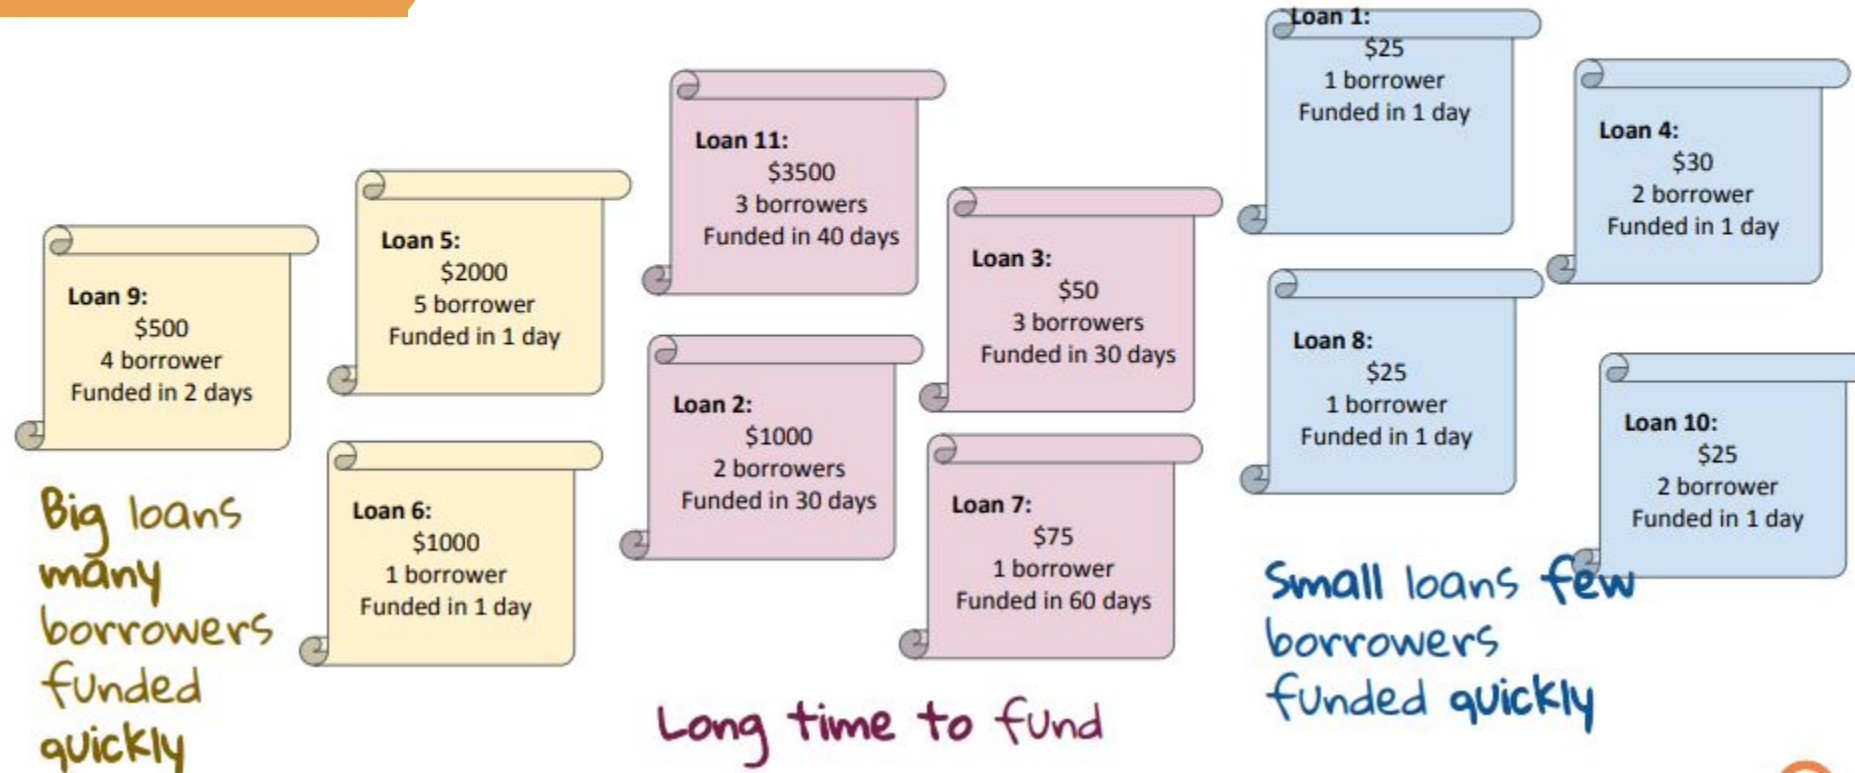 Loan 9:
$500
4 borrower
Funded in 2 days
Loan 5:
$2000
5 borrower
Funded in 1 day
Loan 6:
$1000
1 borrower
Funded in 1 day
Big loans
many
borrowers
funded
quickly
Loan 11:
$3500
3 borrowers
Funded in 40 days
Loan 3:
$50
3 borrowers
Funded in 30 days
Loan 2:
$1000
2 borrowers
Funded in 30 days
Loan 7:
$75
1 borrower
Funded in 60 days
Long time to fund
Loan 1:
$25
1 borrower
Funded in 1 day
Loan 4:
$30
2 borrower
Funded in 1 day
Loan 8:
$25
1 borrower
Funded in 1 day
Loan 10:
$25
2 borrower
Funded in 1 day
Small loans few
borrowers
funded quickly